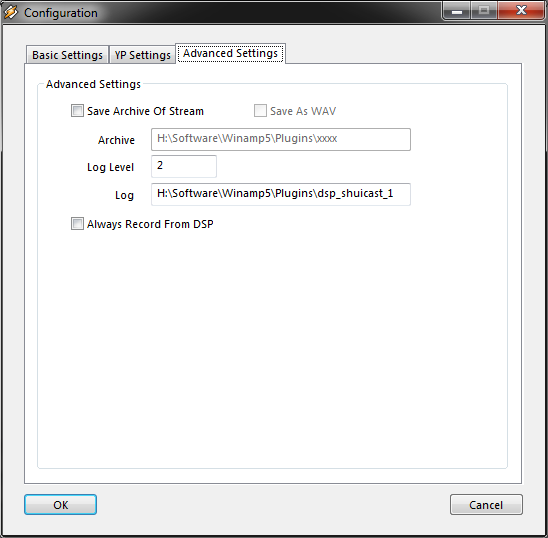 Configuration
Basic Settings YP Settings Advanced Settings
Advanced Settings
Save Archive Of Stream Save As WAV
Archive H:\Software\Winamp5\Plugins\xxxx
Log Level 2
Log H:\Software\Winamp5\Plugins\dsp_shuicast_1
Always Record From DSP
OK Cancel